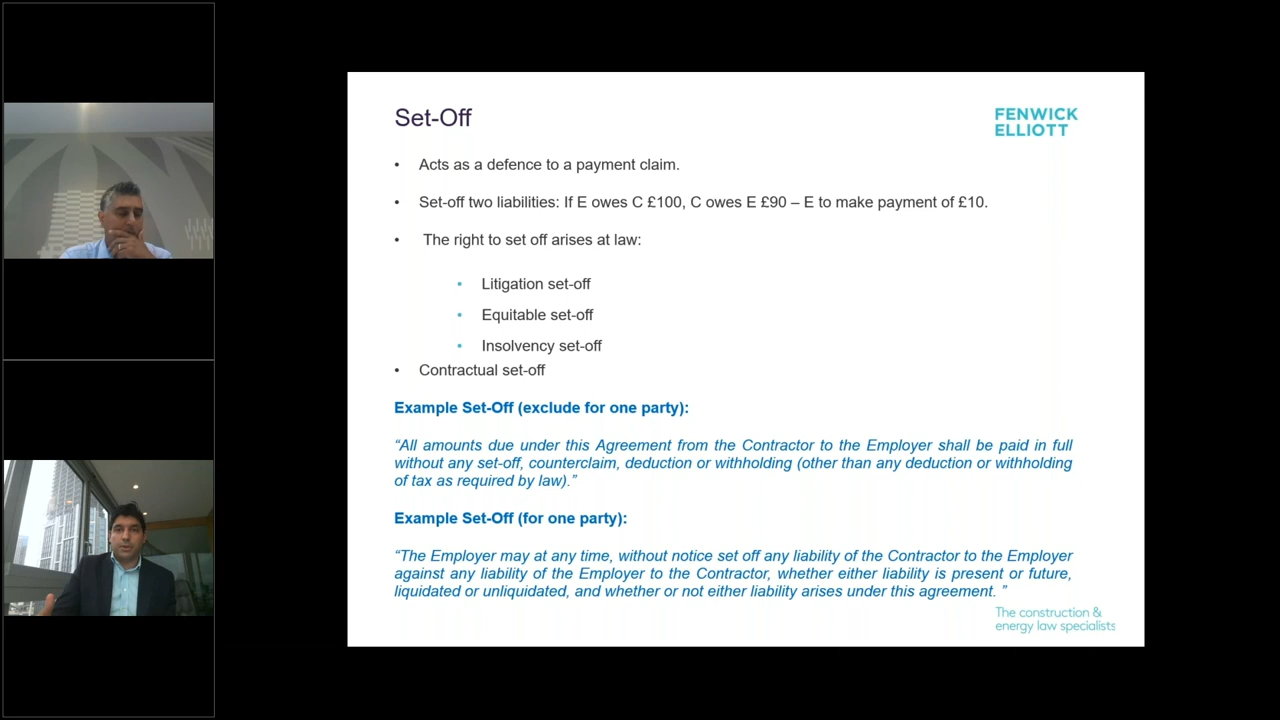 Set-Off
FENWICK
ELLIOTT
• Acts as a defence to a payment claim.
• Set-off two liabilities: If E owes C £100, C owes E £90 – E to make payment of £10.
• The right to set off arises at law:
• Litigation set-off
• Equitable set-off
• Insolvency set-off
• Contractual set-off
Example Set-Off (exclude for one party):
“All amounts due under this Agreement from the Contractor to the Employer shall be paid in full
without any set-off, counterclaim, deduction or withholding (other than any deduction or withholding
of tax as required by law).”
Example Set-Off (for one party):
“The Employer may at any time, without notice set off any liability of the Contractor to the Employer
against any liability of the Employer to the Contractor, whether either liability is present or future,
liquidated or unliquidated, and whether or not either liability arises under this agreement. ”
The construction &
energy law specialists